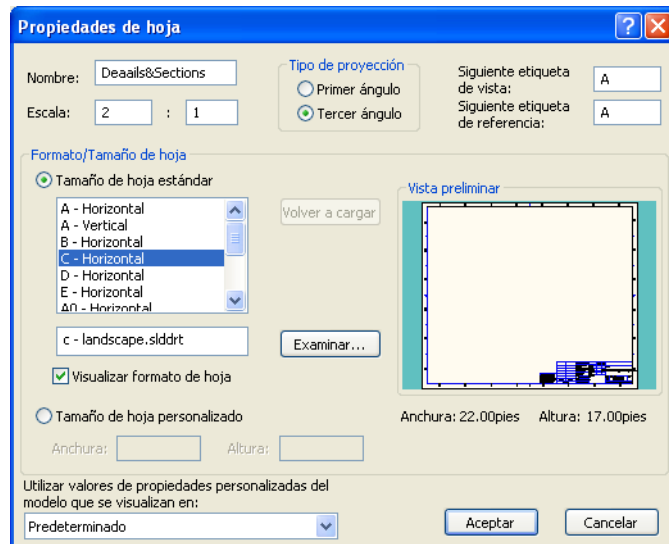 Propiedades de hoja
Nombre: Deaails&Sections
Escala: 2 : 1
Tipo de proyección
Primer ángulo
Tercer ángulo
Siguiente etiqueta
de vista: A
Siguiente etiqueta
de referencia: A
Formato/Tamaño de hoja
Tamaño de hoja estándar
A - Horizontal
A - Vertical
B - Horizontal
C - Horizontal
D - Horizontal
E - Horizontal
A0 - Horizontal
Volver a cargar
c - landscape.slddrt
Examinar...
Visualizar formato de hoja
Tamaño de hoja personalizado
Anchura: Altura:
Vista preliminar
Anchura: 22.00pies Altura: 17.00pies
Utilizar valores de propiedades personalizadas del
modelo que se visualizan en:
Predeterminado
Aceptar
Cancelar